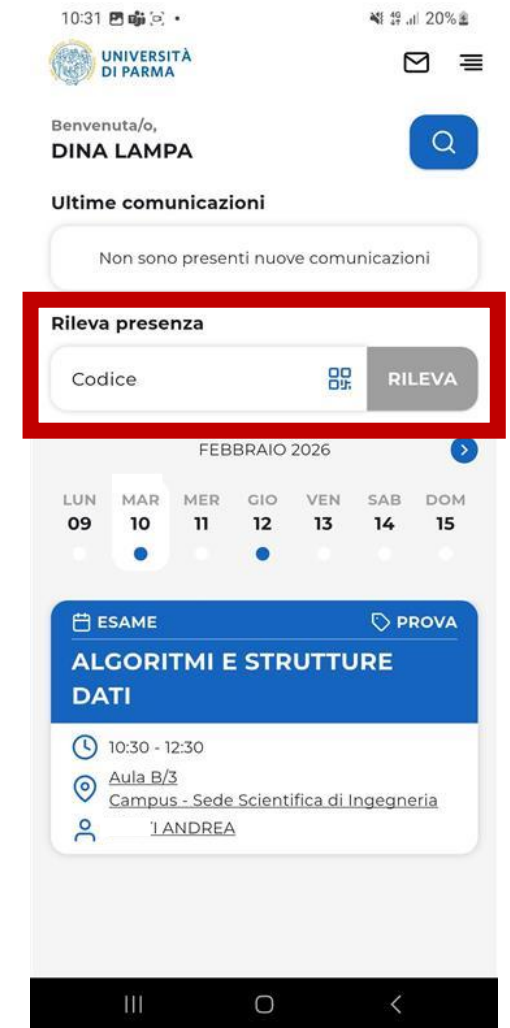 10:31 20%
UNIVERSITÀ
DI PARMA
Benvenuta/o,
DINA LAMPA
Ultime comunicazioni
Non sono presenti nuove comunicazioni
Rileva presenza
Codice RILEVA
FEBBRAIO 2026
LUN MAR MER GIO VEN SAB DOM
09 10 11 12 13 14 15
ESAME PROVA
ALGORITMI E STRUTTURE
DATI
10:30 - 12:30
Aula B/3
Campus - Sede Scientifica di Ingegneria
ANDREA